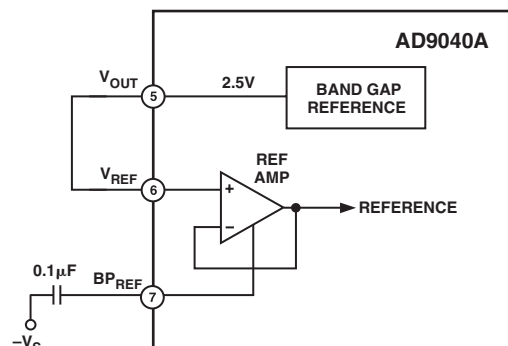 AD9040A
V_OUT
5
2.5V
BAND GAP
REFERENCE
REF
AMP
V_REF
6
+
−
REFERENCE
0.1µF
BP_REF
7
−V_S